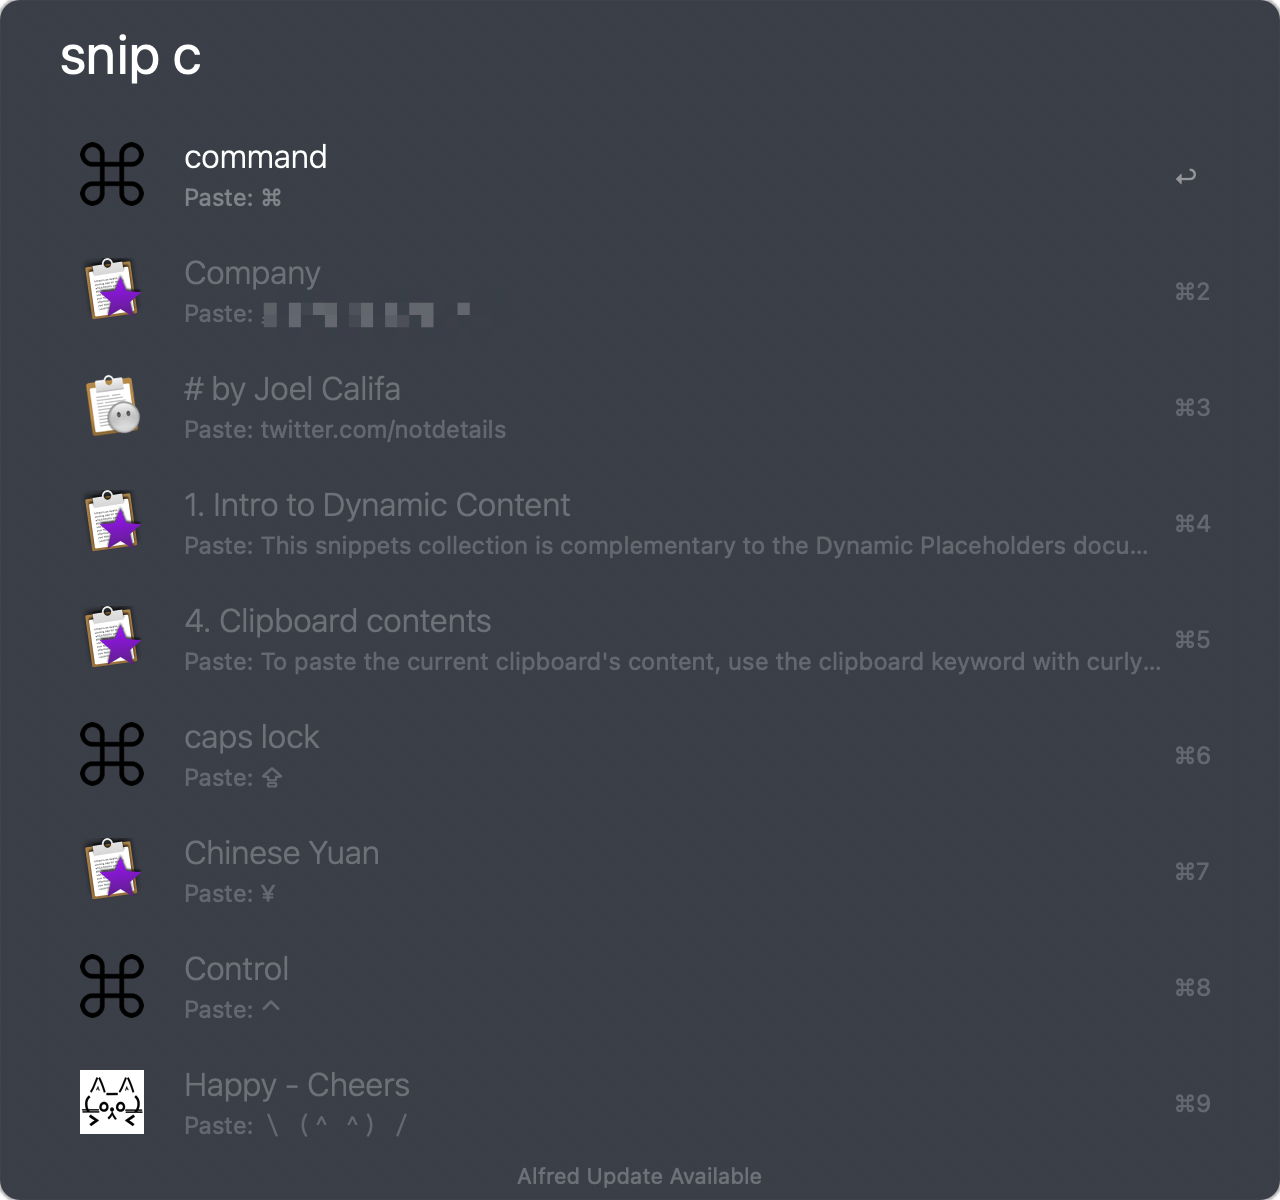 snip c
command
Paste: ⌘
↩
Company
Paste:
⌘2
# by Joel Califa
Paste: twitter.com/notdetails
⌘3
1. Intro to Dynamic Content
Paste: This snippets collection is complementary to the Dynamic Placeholders docu...
⌘4
4. Clipboard contents
Paste: To paste the current clipboard's content, use the clipboard keyword with curly...
⌘5
caps lock
Paste: ⇪
⌘6
Chinese Yuan
Paste: ¥
⌘7
Control
Paste: ⌃
⌘8
Happy - Cheers
Paste: \ (^ ^) /
⌘9
Alfred Update Available